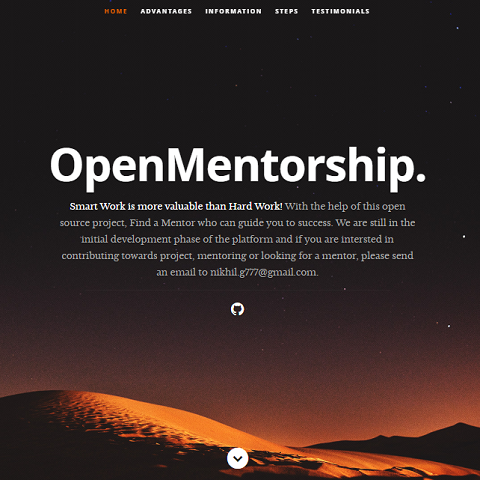 HOME ADVANTAGES INFORMATION STEPS TESTIMONIALS
OpenMentorship.
Smart Work is more valuable than Hard Work! With the help of this open
source project, Find a Mentor who can guide you to success. We are still in the
initial development phase of the platform and if you are intersted in
contributing towards project, mentoring or looking for a mentor, please send
an email to nikhil.g777@gmail.com.